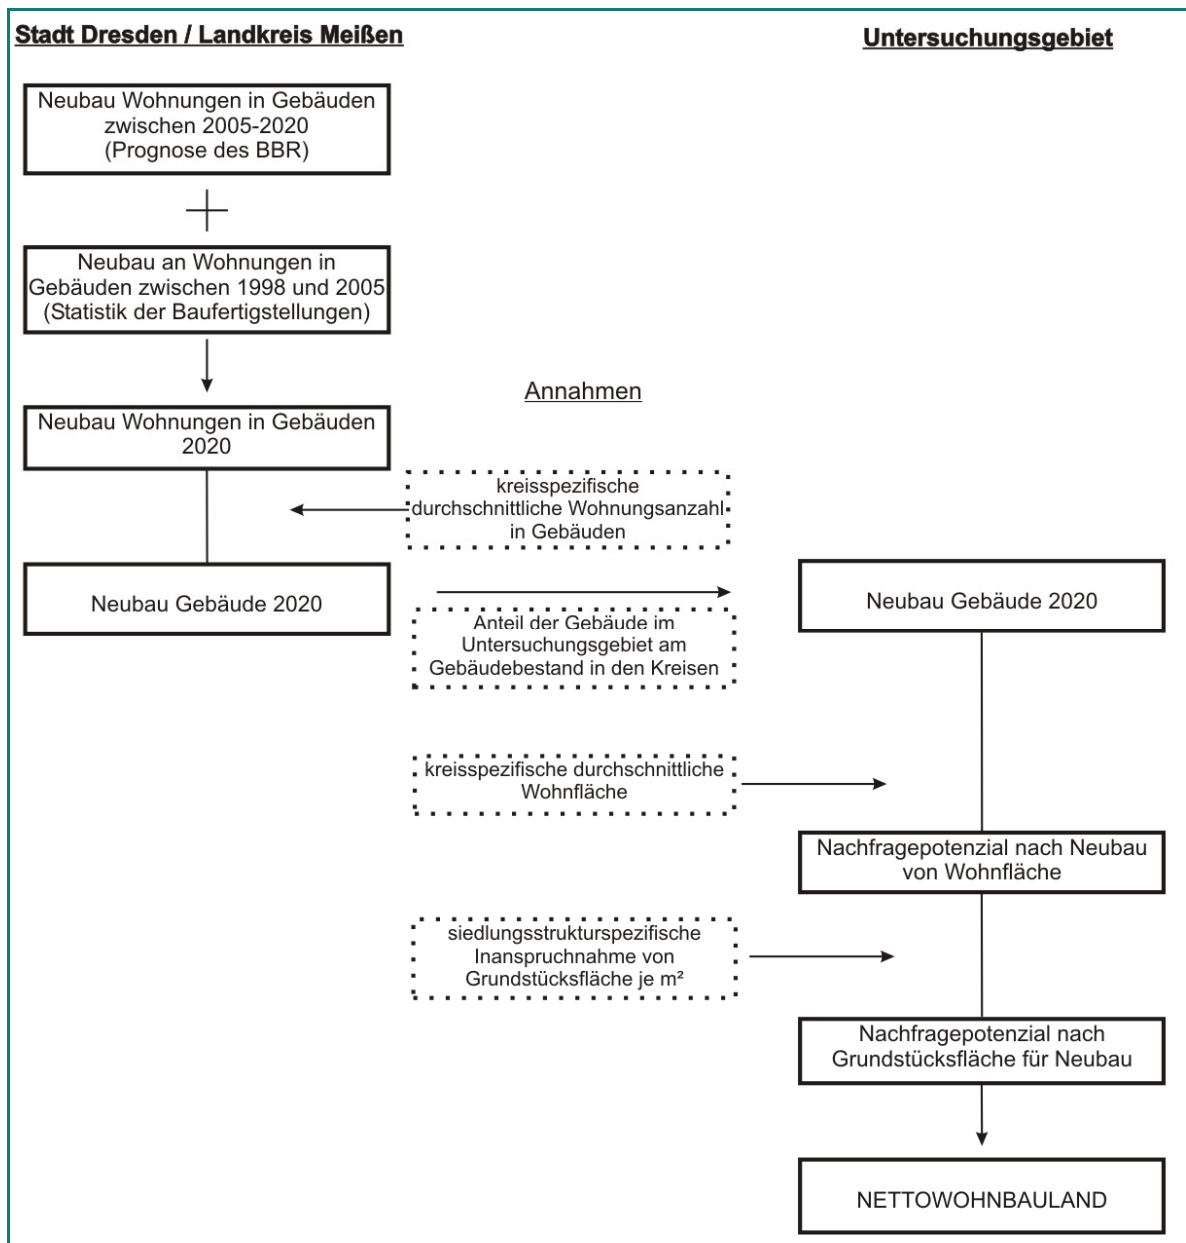 Stadt Dresden / Landkreis Meißen
Untersuchungsgebiet
Neubau Wohnungen in Gebäuden
zwischen 2005-2020
(Prognose des BBR)
Neubau an Wohnungen in
Gebäuden zwischen 1998 und 2005
(Statistik der Baufertigstellungen)
Neubau Wohnungen in Gebäuden
2020
Annahmen
kreisspezifische
durchschnittliche Wohnungsanzahl
in Gebäuden
Neubau Gebäude 2020
Anteil der Gebäude im
Untersuchungsgebiet am
Gebäudebestand in den Kreisen
Neubau Gebäude 2020
kreisspezifische durchschnittliche
Wohnfläche
Nachfragepotenzial nach Neubau
von Wohnfläche
siedlungsstrukturspezifische
Inanspruchnahme von
Grundstücksfläche je m²
Nachfragepotenzial nach
Grundstücksfläche für Neubau
NETTOWOHNBAULAND